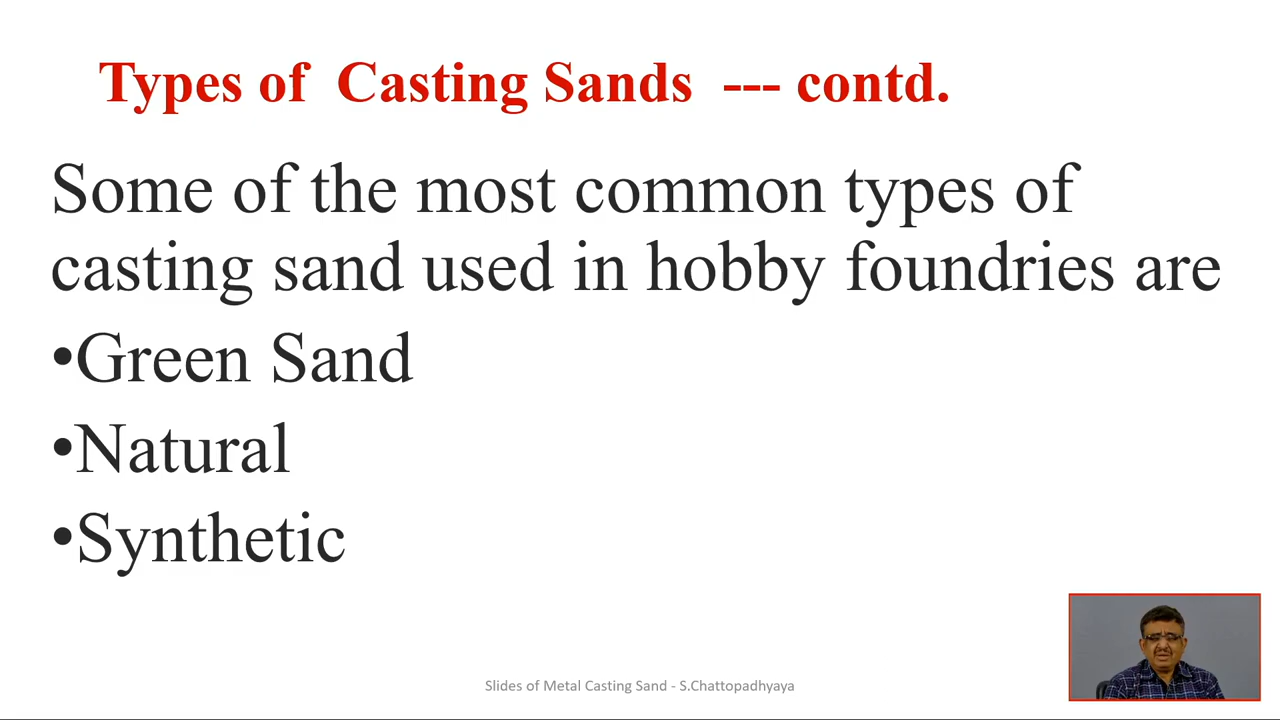 Types of Casting Sands --- contd.
Some of the most common types of
casting sand used in hobby foundries are
•Green Sand
•Natural
•Synthetic
Slides of Metal Casting Sand - S.Chattopadhyaya